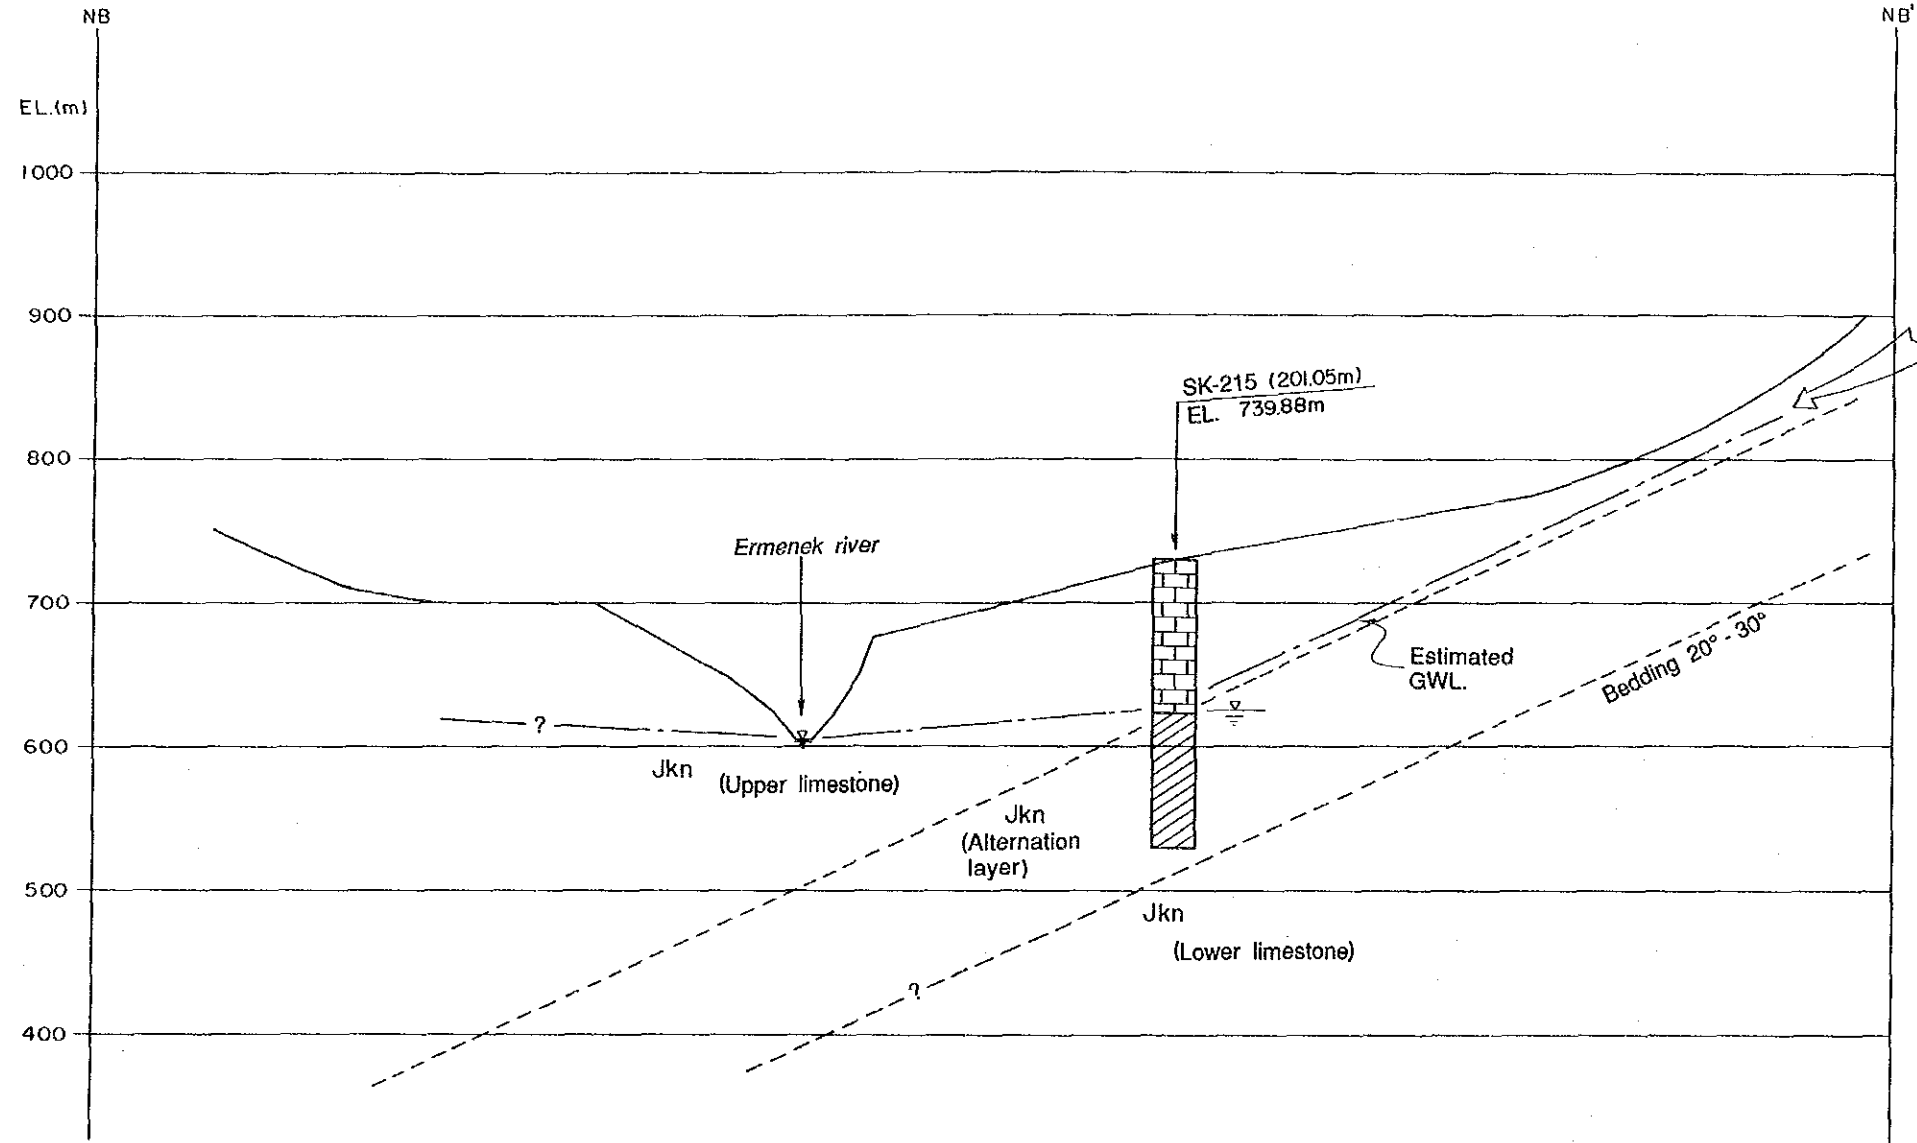 NB
NB'
EL.(m)
1000
900
SK-215 (201.05m)
EL. 739.88m
800
Ermenek river
700
Bedding 20° - 30°
Estimated
GWL.
?
600
Jkn (Upper limestone)
Jkn
(Alternation
layer)
500
Jkn
(Lower limestone)
?
400